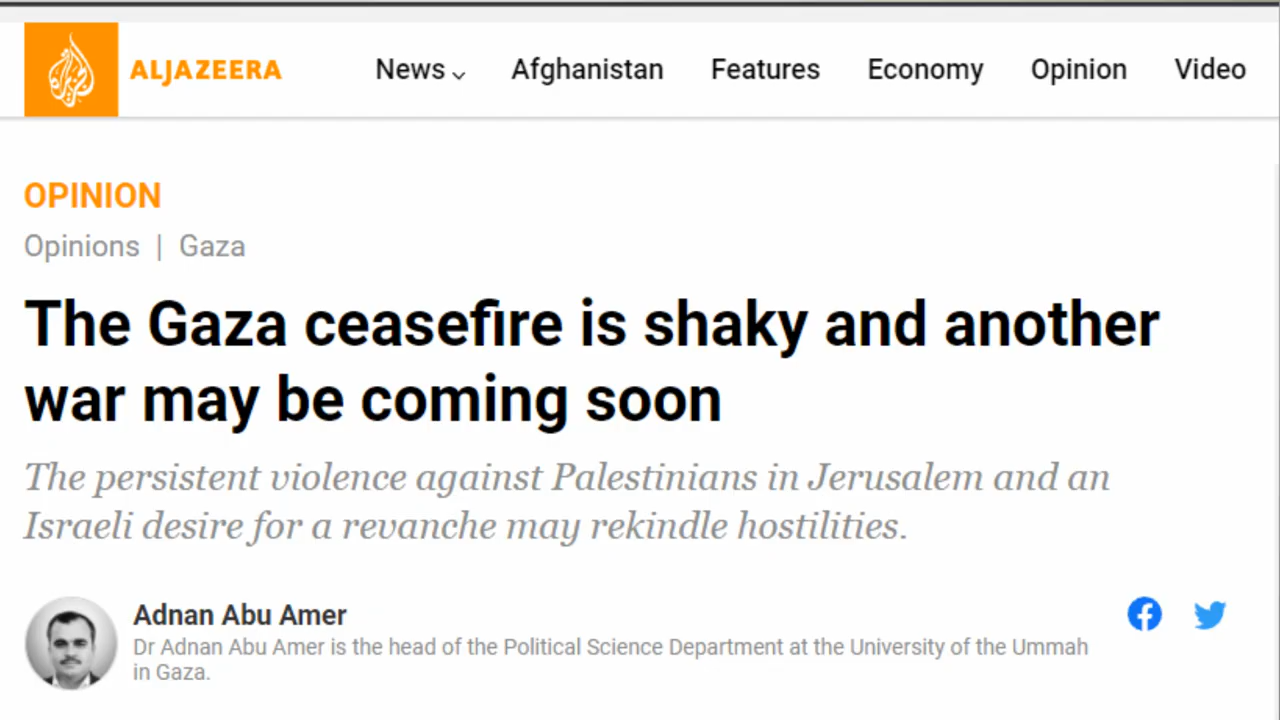 ALJAZEERA News Afghanistan Features Economy Opinion Video
OPINION
Opinions | Gaza
The Gaza ceasefire is shaky and another
war may be coming soon
The persistent violence against Palestinians in Jerusalem and an
Israeli desire for a revanche may rekindle hostilities.
Adnan Abu Amer
Dr Adnan Abu Amer is the head of the Political Science Department at the University of the Ummah
in Gaza.